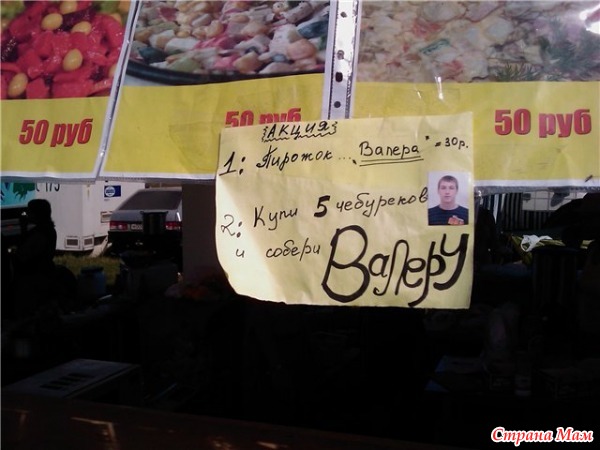 50 руб
50 руб
50 руб
АКЦИЯ
1: Пирожок... „Валера" = 30р.
2: Купи 5 чебуреков
и собери Валеру
Страна Мам